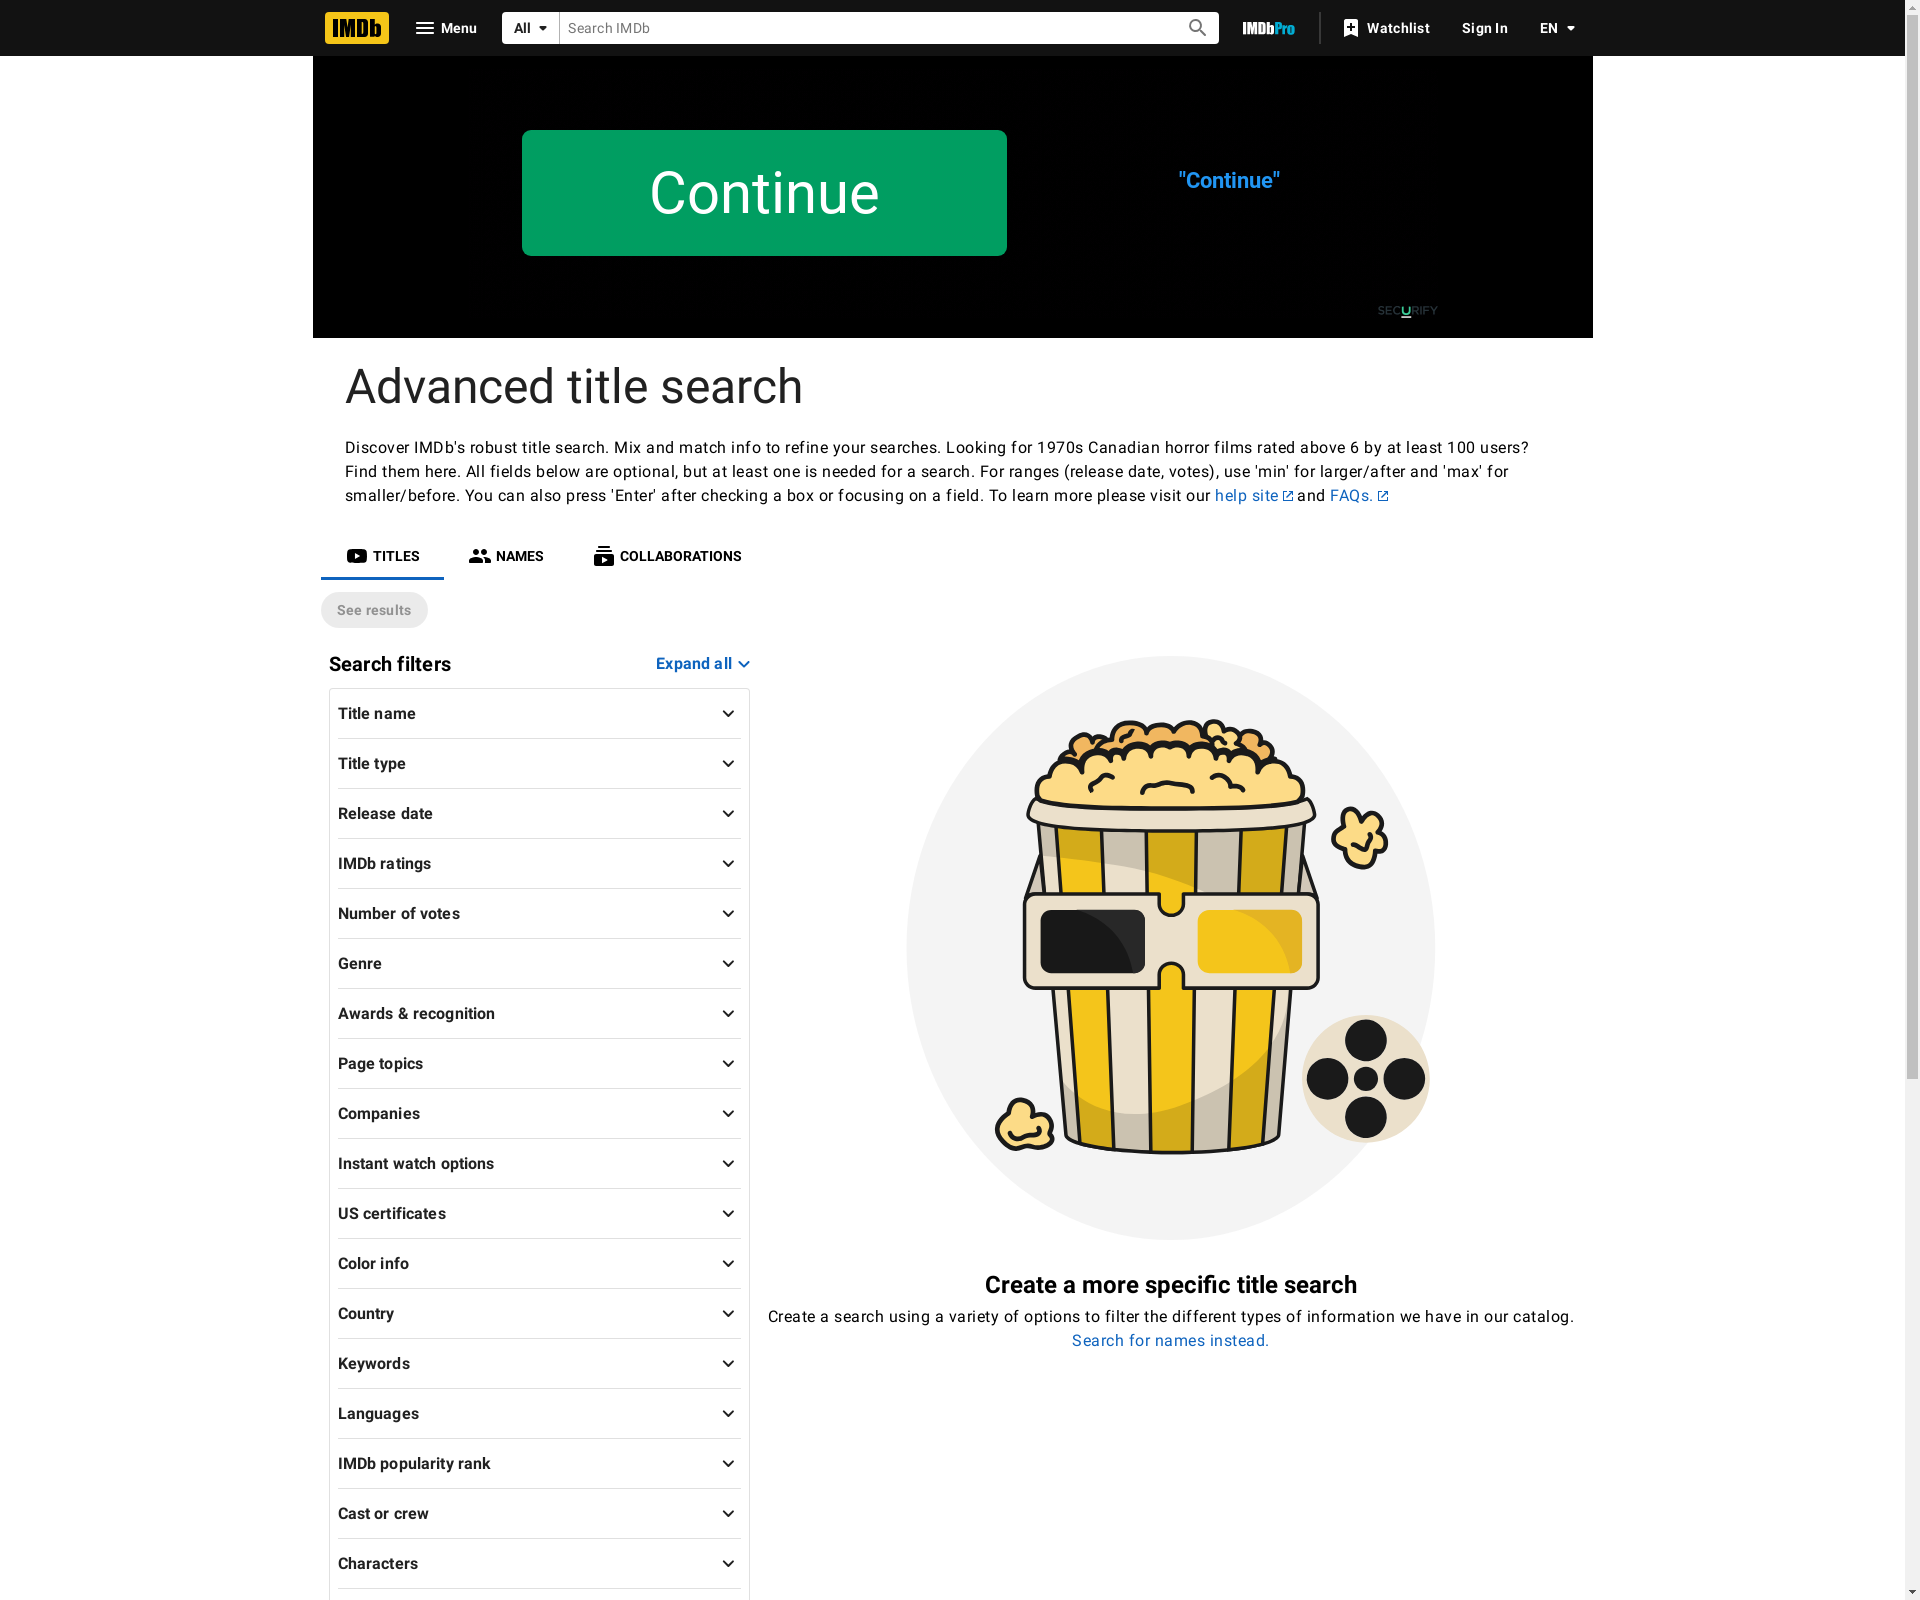 IMDb
Menu
All
Search IMDb
IMDbPro
Watchlist
Sign In
EN
Continue
"Continue"
SECURIFY
Advanced title search
Discover IMDb's robust title search. Mix and match info to refine your searches. Looking for 1970s Canadian horror films rated above 6 by at least 100 users?
Find them here. All fields below are optional, but at least one is needed for a search. For ranges (release date, votes), use 'min' for larger/after and 'max' for
smaller/before. You can also press 'Enter' after checking a box or focusing on a field. To learn more please visit our help site and FAQs.
TITLES
NAMES
COLLABORATIONS
See results
Search filters
Expand all
Title name
Title type
Release date
IMDb ratings
Number of votes
Genre
Awards & recognition
Page topics
Companies
Instant watch options
US certificates
Color info
Country
Keywords
Languages
IMDb popularity rank
Cast or crew
Characters
Create a more specific title search
Create a search using a variety of options to filter the different types of information we have in our catalog.
Search for names instead.